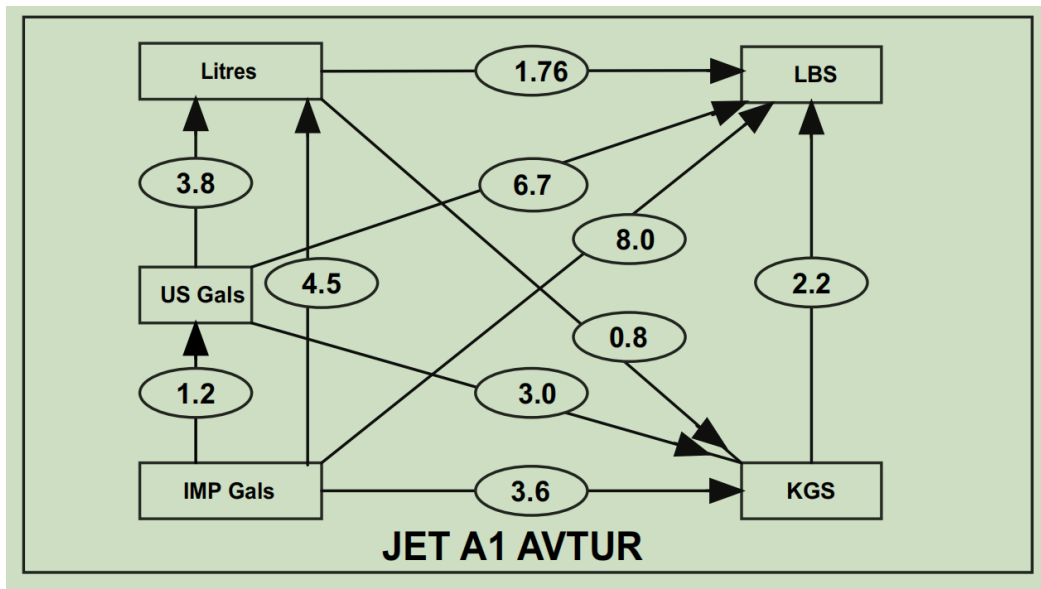 Litres
1.76
LBS
3.8
6.7
8.0
US Gals
4.5
2.2
0.8
1.2
3.0
IMP Gals
3.6
KGS
JET A1 AVTUR